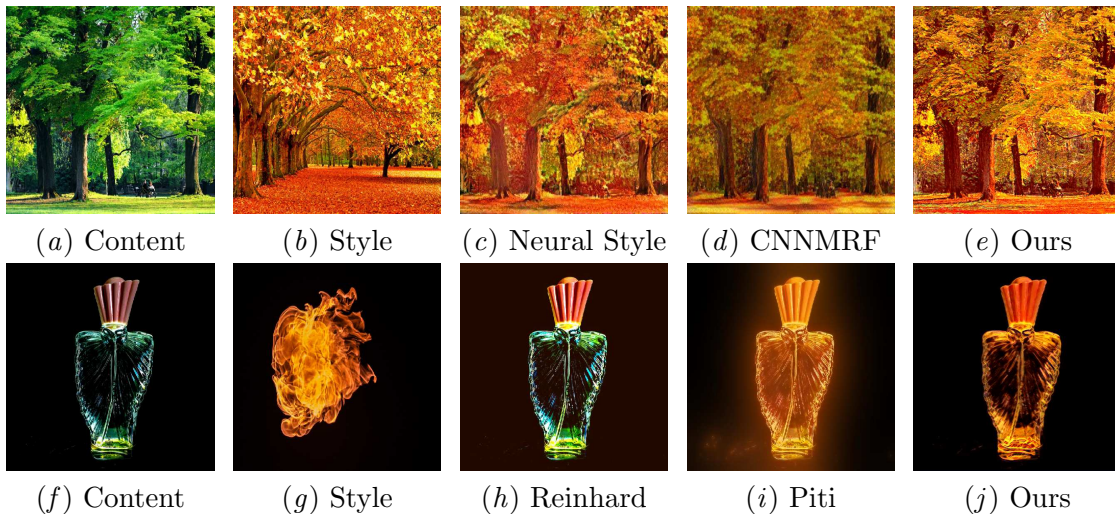 (a) Content (b) Style (c) Neural Style (d) CNNMRF (e) Ours
(f) Content (g) Style (h) Reinhard (i) Piti (j) Ours